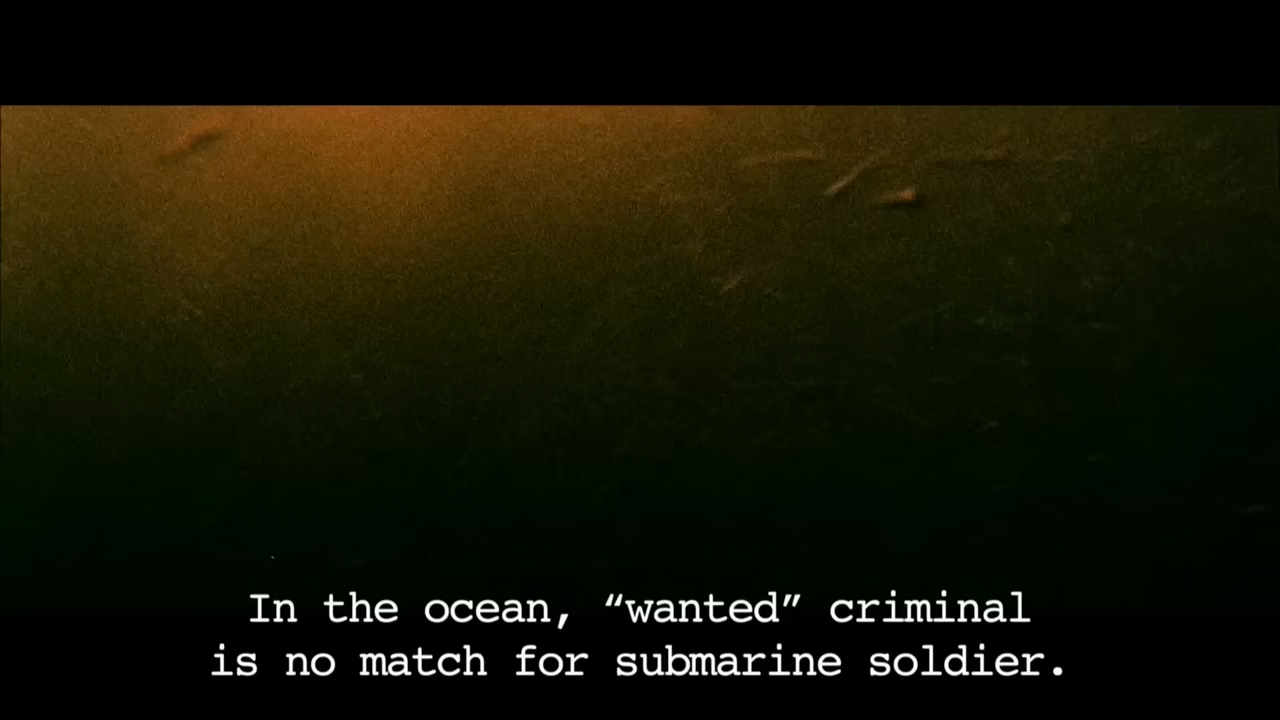 In the ocean, “wanted” criminal
is no match for submarine soldier.